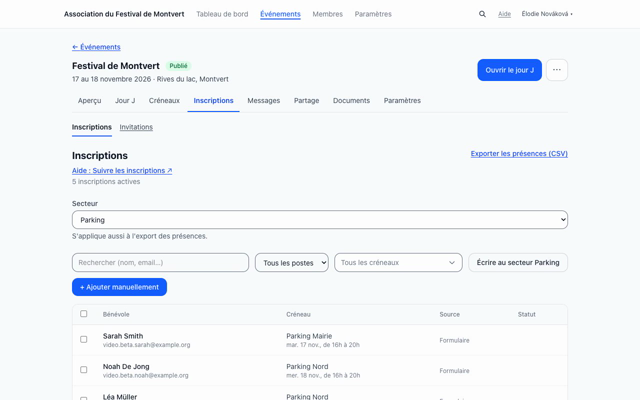 Association du Festival de Montvert Tableau de bord Événements Membres Paramètres Aide Élodie Nováková
← Événements
Festival de Montvert Publié
17 au 18 novembre 2026 · Rives du lac, Montvert
Ouvrir le jour J ···
Aperçu Jour J Créneaux Inscriptions Messages Partage Documents Paramètres
Inscriptions Invitations
Inscriptions
Exporter les présences (CSV)
Aide : Suivre les inscriptions ↗
5 inscriptions actives
Secteur
Parking
S'applique aussi à l'export des présences.
Rechercher (nom, email…) Tous les postes Tous les créneaux Écrire au secteur Parking
+ Ajouter manuellement
Bénévole Créneau Source Statut
Sarah Smith Parking Mairie
video.beta.sarah@example.org mar. 17 nov., de 16h à 20h Formulaire
Noah De Jong Parking Nord
video.beta.noah@example.org mer. 18 nov., de 16h à 20h Formulaire
Léa Müller Parking Nord